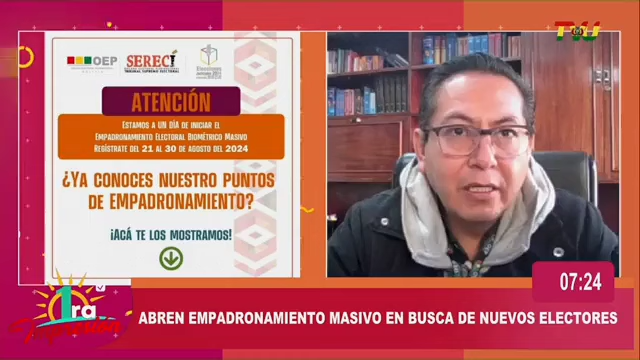 OEP
SERECI
TRIBUNAL SUPREMO ELECTORAL
ATENCIÓN
ESTAMOS A UN DÍA DE INICIAR EL
EMPADRONAMIENTO ELECTORAL BIOMÉTRICO MASIVO
REGÍSTRATE DEL 21 AL 30 DE AGOSTO DEL 2024
¿YA CONOCES NUESTRO PUNTOS
DE EMPADRONAMIENTO?
¡ACÁ TE LOS MOSTRAMOS!
TVU
07:24
1ra
ABREN EMPADRONAMIENTO MASIVO EN BUSCA DE NUEVOS ELECTORES